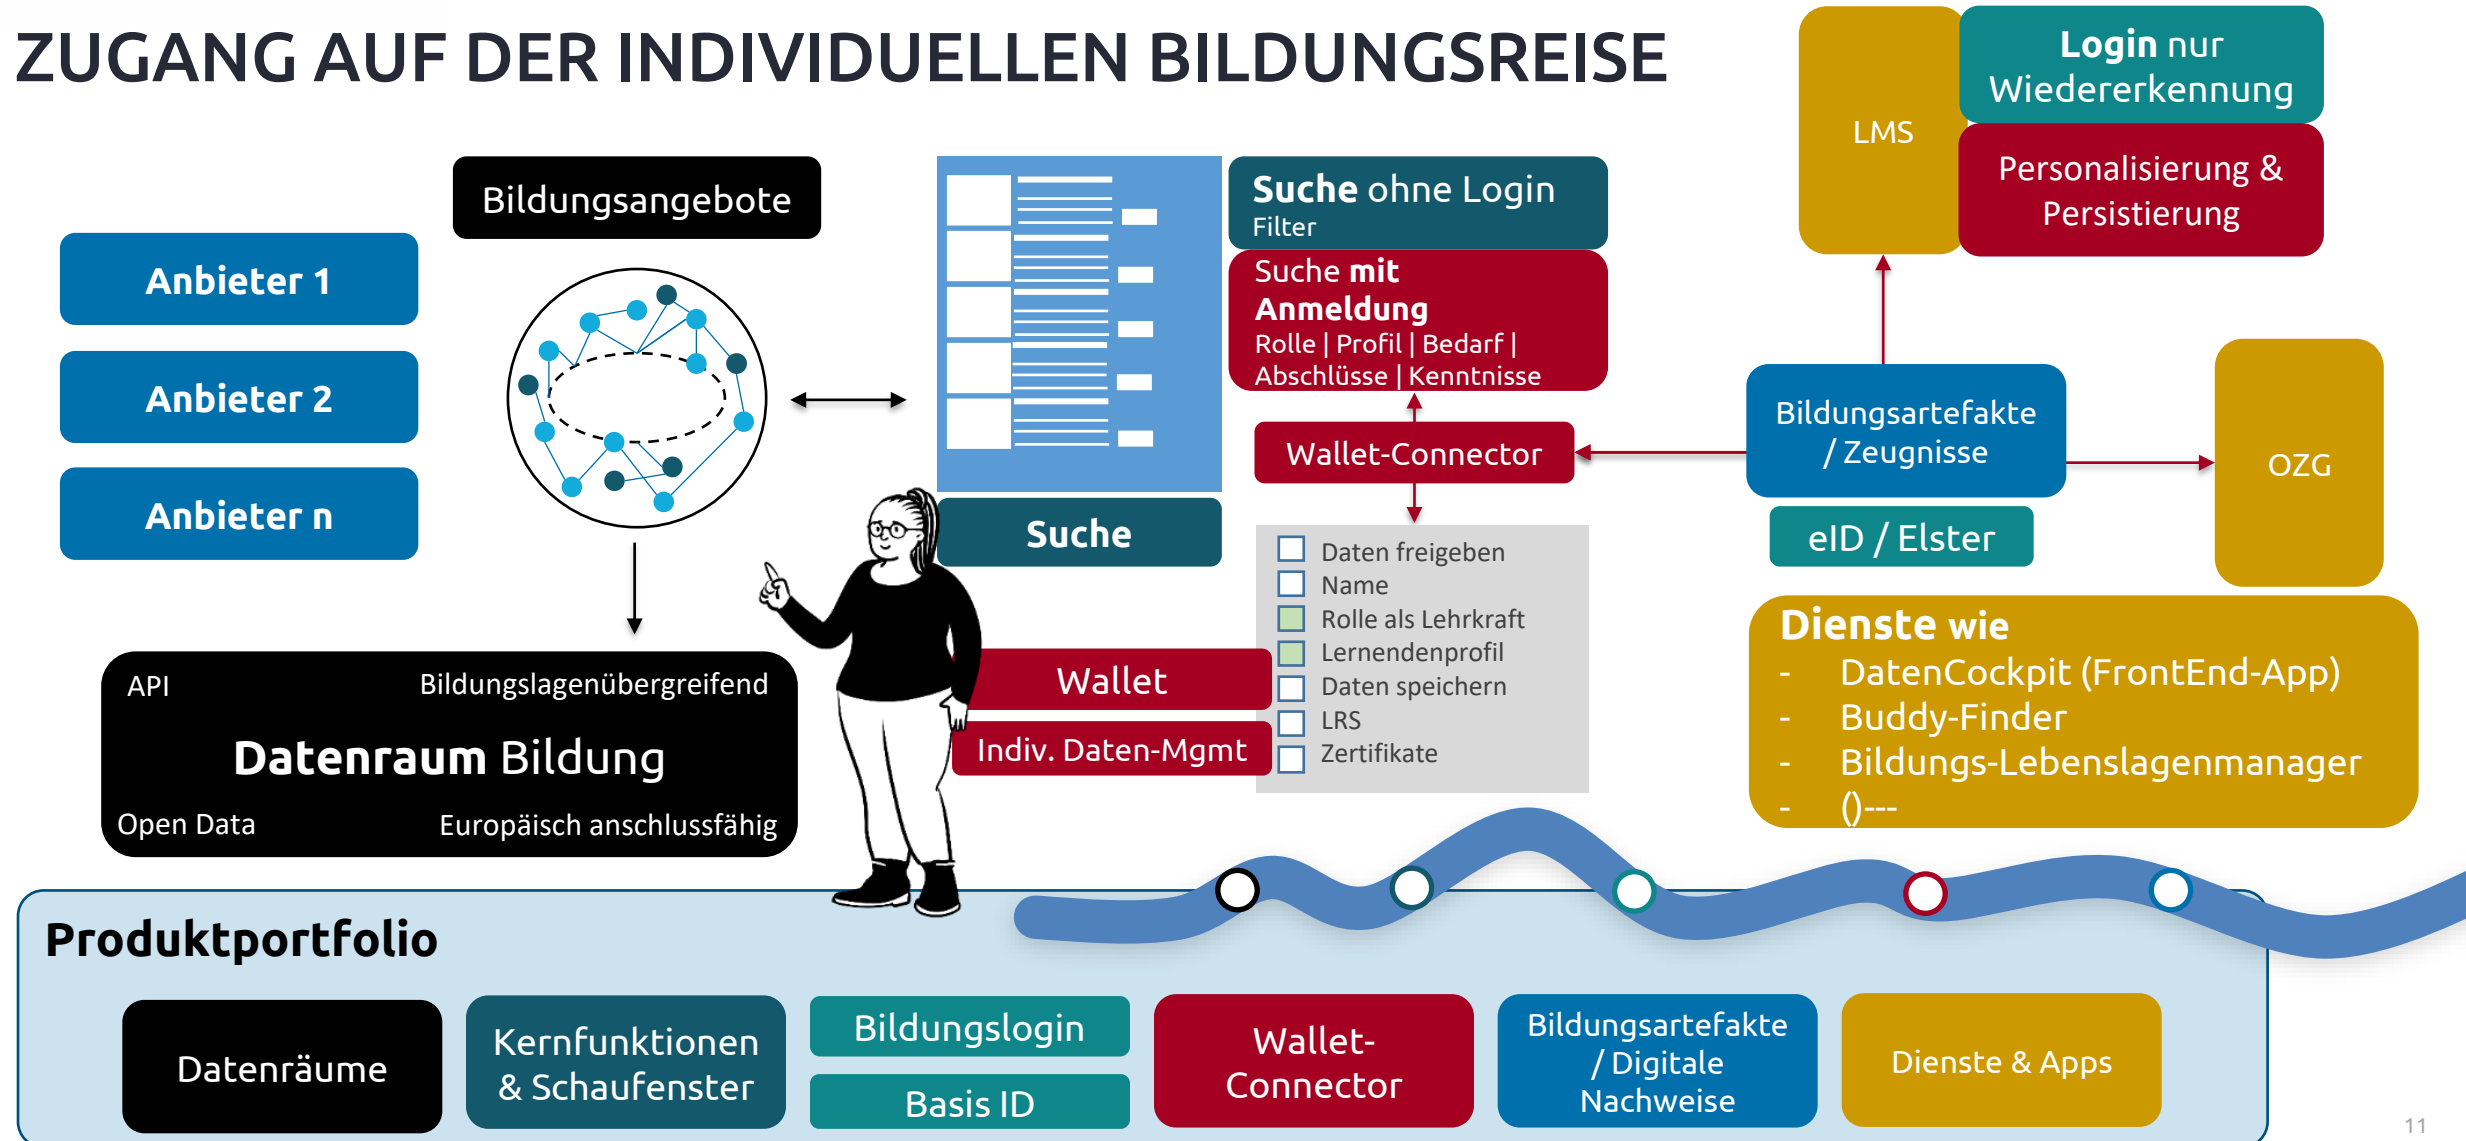 ZUGANG AUF DER INDIVIDUELLEN BILDUNGSREISE
LMS
Login nur
Wiedererkennung
Personalisierung &
Persistierung
Bildungsangebote
Anbieter 1
Anbieter 2
Anbieter n
Suche ohne Login
Filter
Suche mit
Anmeldung
Rolle | Profil | Bedarf |
Abschlüsse | Kenntnisse
Wallet-Connector
Bildungsartefakte
/ Zeugnisse
OZG
eID / Elster
Suche
Daten freigeben
Name
Rolle als Lehrkraft
Lernendenprofil
Daten speichern
LRS
Zertifikate
Wallet
Indiv. Daten-Mgmt
Dienste wie
- DatenCockpit (FrontEnd-App)
- Buddy-Finder
- Bildungs-Lebenslagenmanager
- ()---
API
Bildungslagenübergreifend
Datenraum Bildung
Open Data
Europäisch anschlussfähig
Produktportfolio
Datenräume
Kernfunktionen
& Schaufenster
Bildungslogin
Basis ID
Wallet-
Connector
Bildungsartefakte
/ Digitale
Nachweise
Dienste & Apps
11